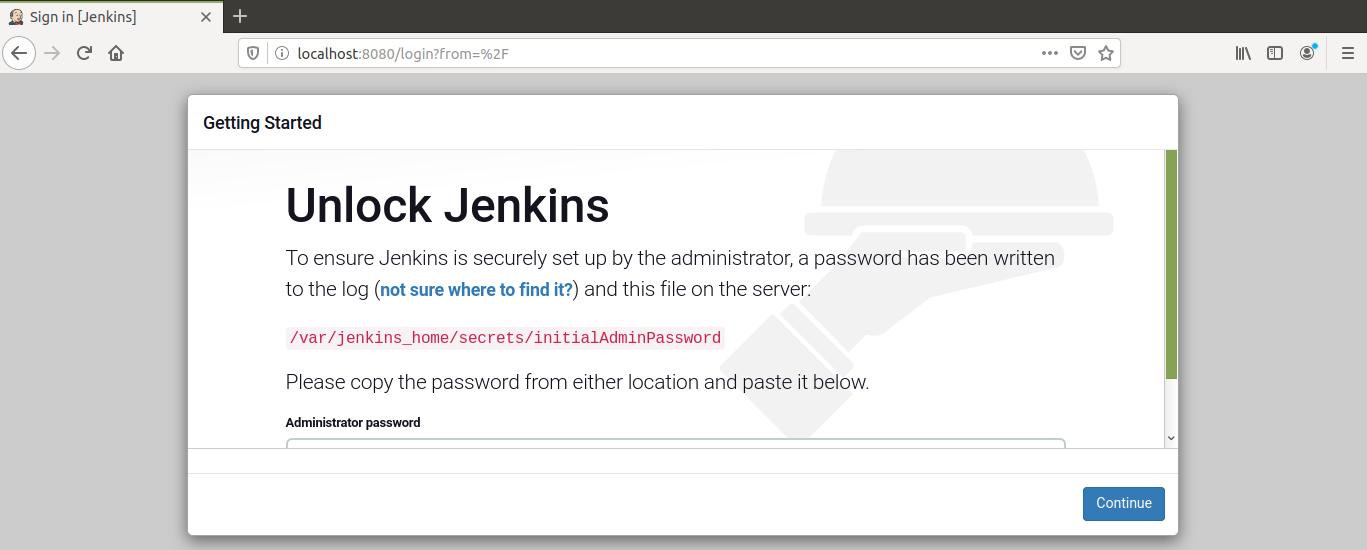 Sign in [Jenkins]
localhost:8080/login?from=%2F
Getting Started
Unlock Jenkins
To ensure Jenkins is securely set up by the administrator, a password has been written
to the log (not sure where to find it?) and this file on the server:
/var/jenkins_home/secrets/initialAdminPassword
Please copy the password from either location and paste it below.
Administrator password
Continue